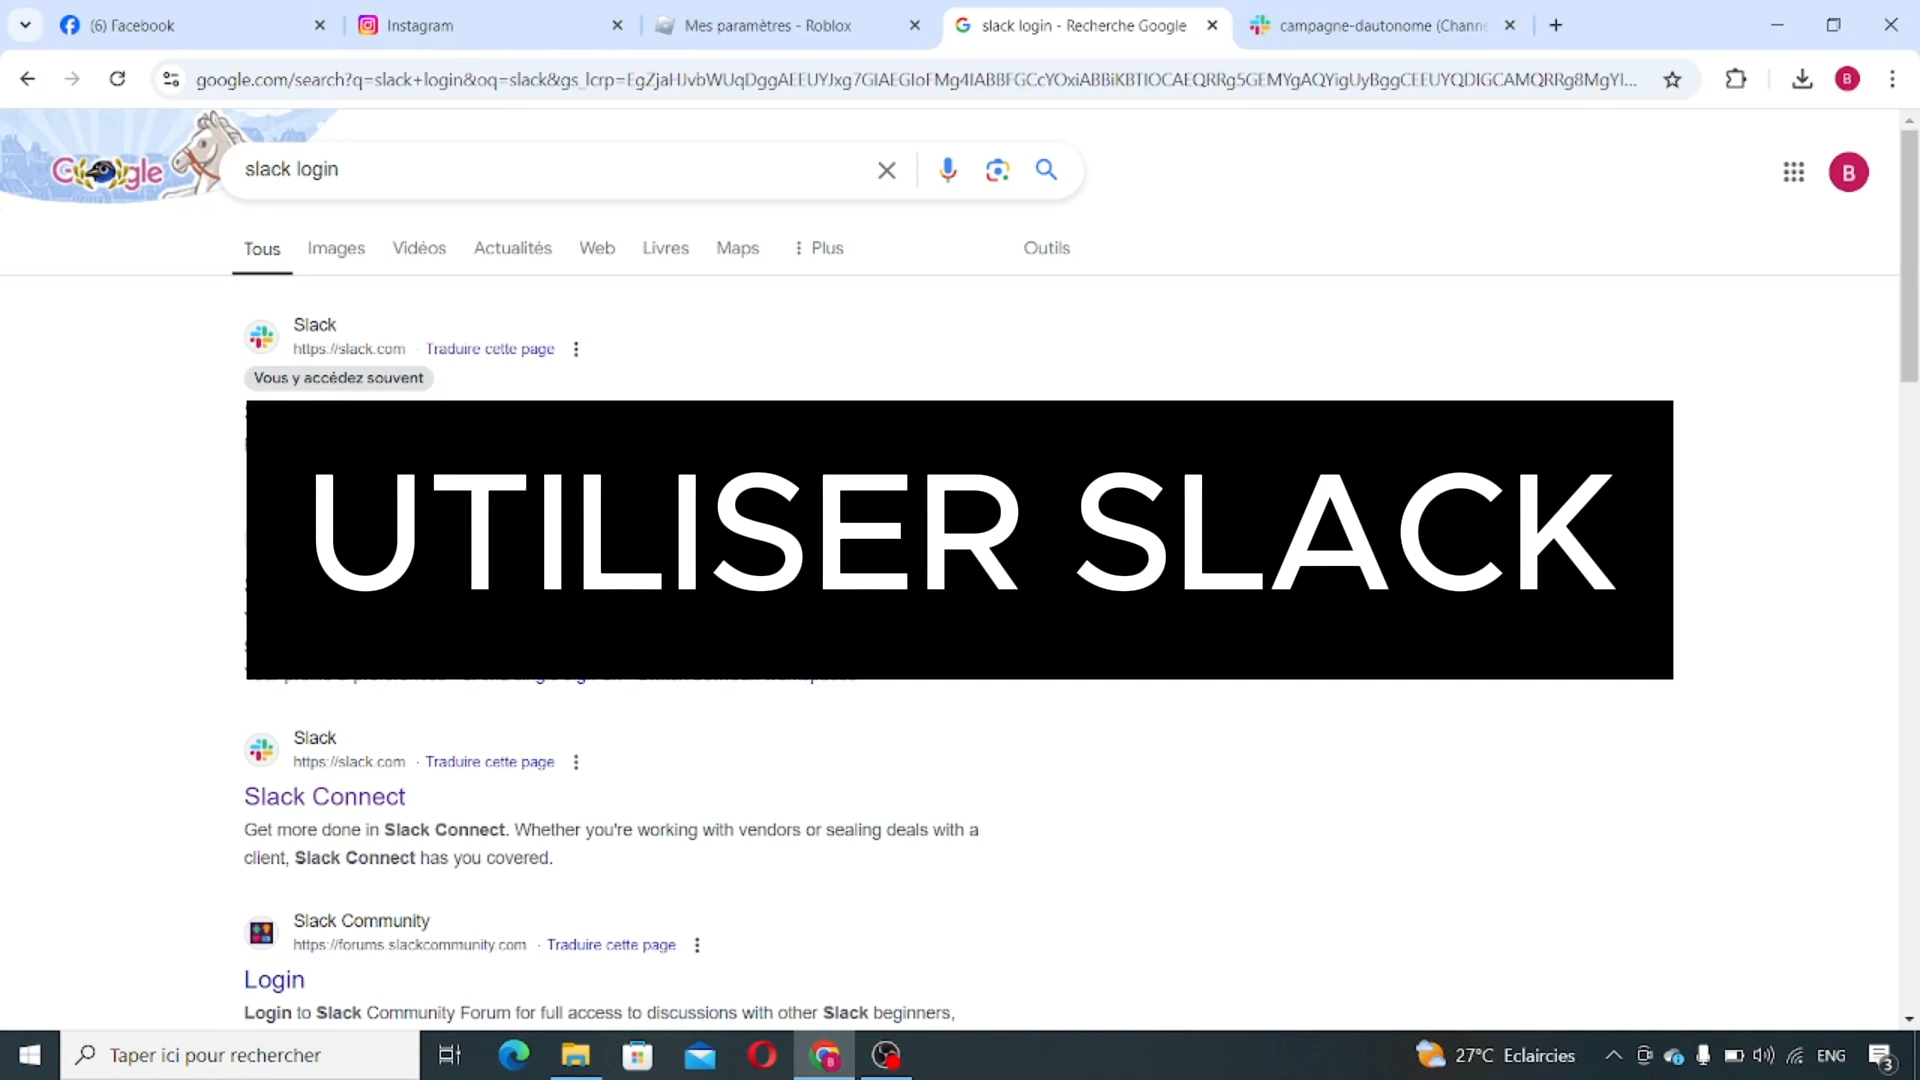 (6) Facebook
Instagram
Mes paramètres - Roblox
slack login - Recherche Google
campagne-dautonome (Chann
google.com/search?q=slack+login&oq=slack&gs_lcrp=
B
Google
slack login
B
Tous
Images
Vidéos
Actualités
Web
Livres
Maps
Plus
Outils
Slack
https://slack.com · Traduire cette page
Vous y accédez souvent
UTILISER SLACK
Slack
https://slack.com · Traduire cette page
Slack Connect
Get more done in Slack Connect. Whether you're working with vendors or sealing deals with a
client, Slack Connect has you covered.
Slack Community
https://forums.slackcommunity.com · Traduire cette page
Login
Login to Slack Community Forum for full access to discussions with other Slack beginners,
Taper ici pour rechercher
27°C Eclaircies
ENG
3